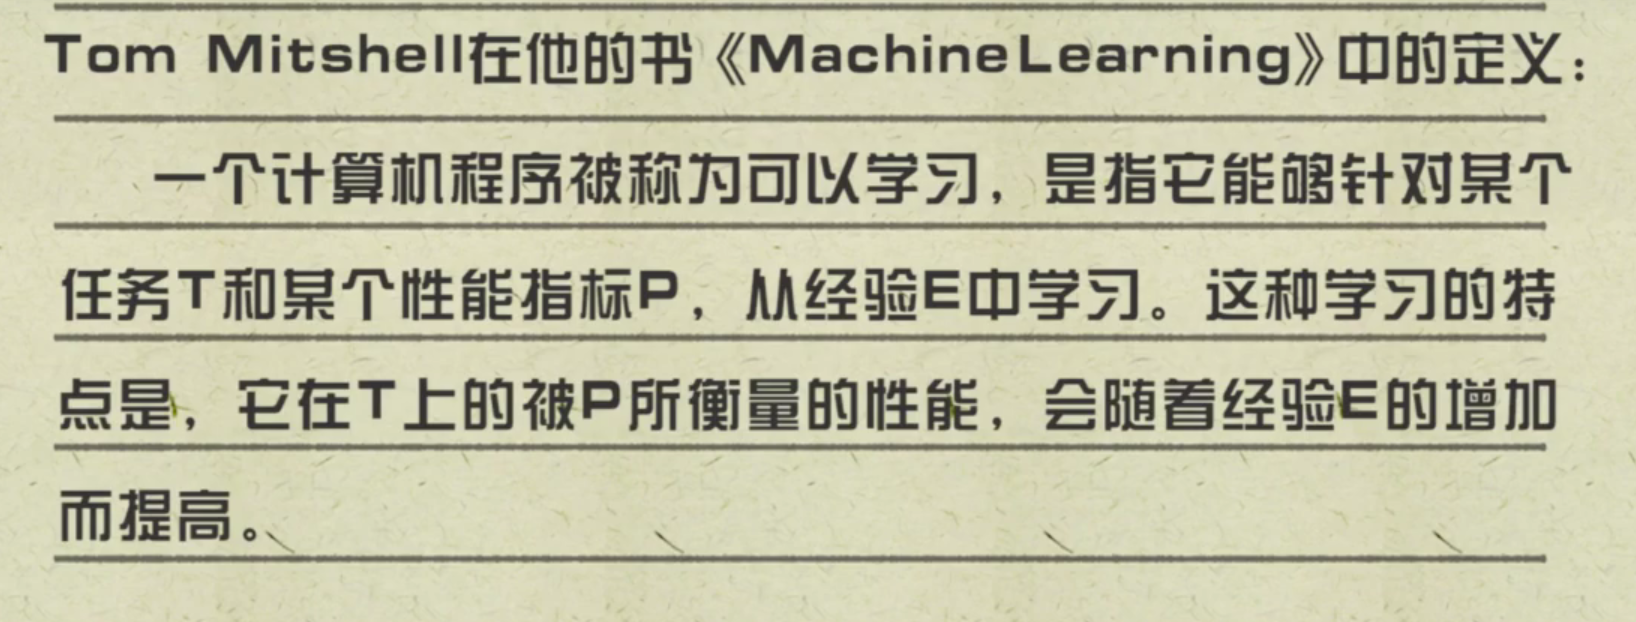 Tom Mitshell在他的书《Machine Learning》中的定义：
一个计算机程序被称为可以学习，是指它能够针对某个
任务T和某个性能指标P，从经验E中学习。这种学习的特
点是，它在T上的被P所衡量的性能，会随着经验E的增加
而提高。